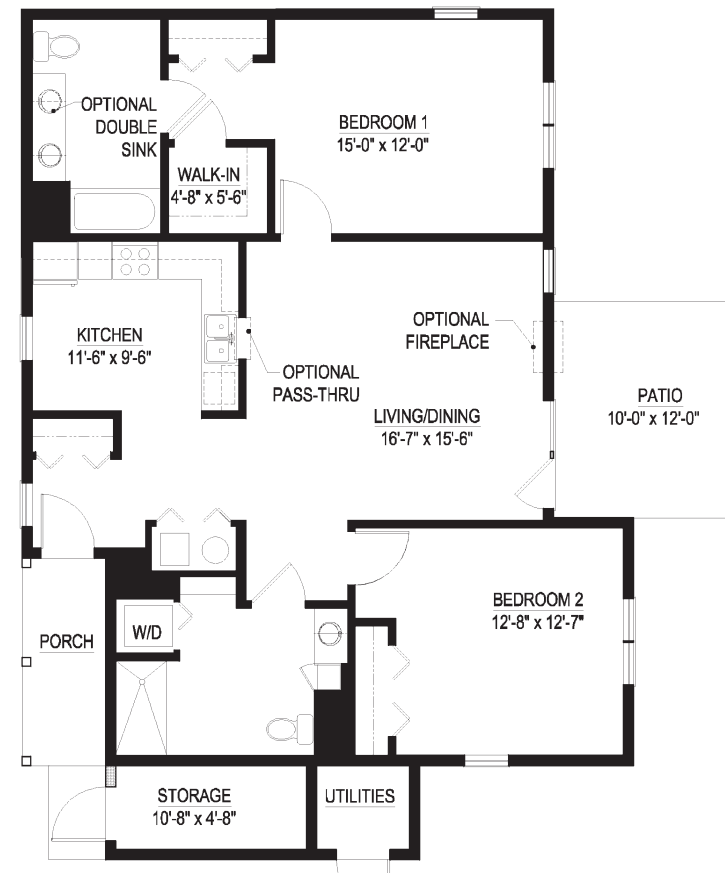 OPTIONAL
DOUBLE
SINK
BEDROOM 1
15'-0" x 12'-0"
WALK-IN
4'-8" x 5'-6"
KITCHEN
11'-6" x 9'-6"
OPTIONAL
FIREPLACE
OPTIONAL
PASS-THRU
LIVING/DINING
16'-7" x 15'-6"
PATIO
10'-0" x 12'-0"
BEDROOM 2
12'-8" x 12'-7"
W/D
PORCH
STORAGE
10'-8" x 4'-8"
UTILITIES